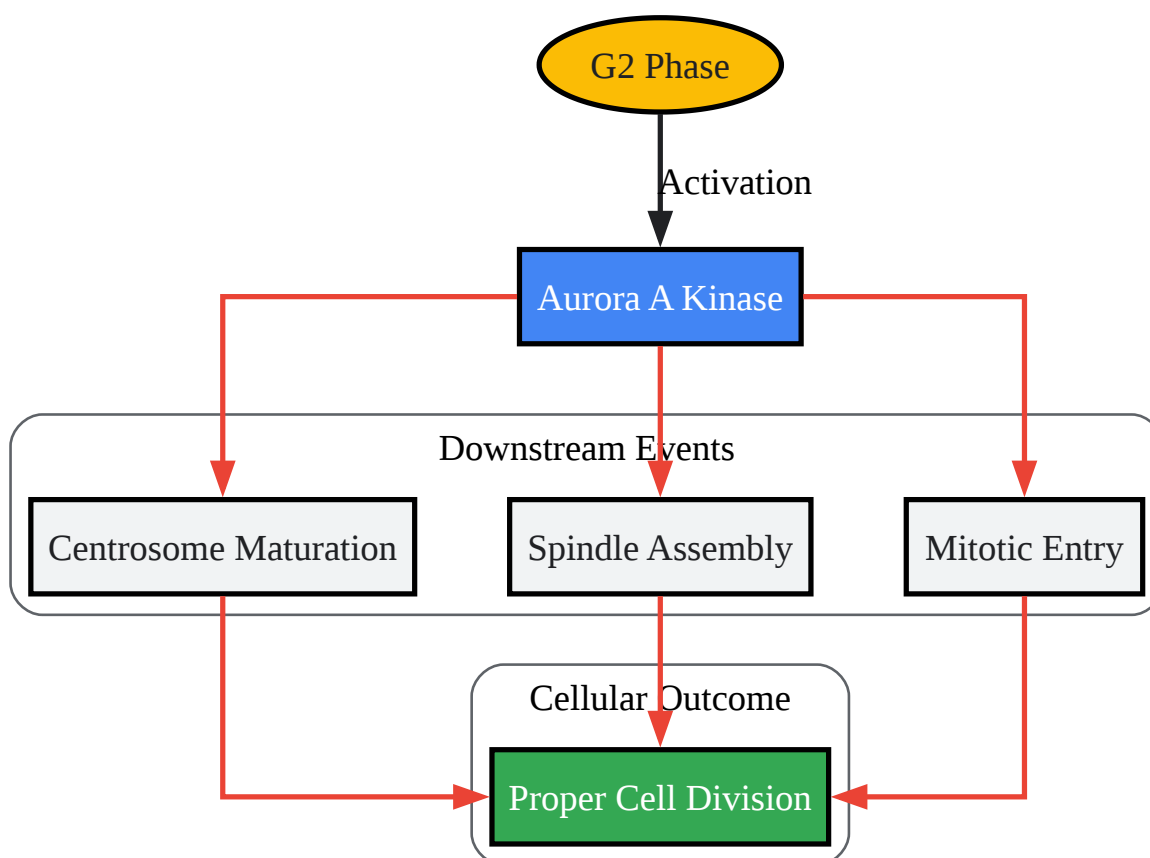 G2 Phase
Activation
Aurora A Kinase
Downstream Events
Centrosome Maturation
Spindle Assembly
Mitotic Entry
Cellular Outcome
Proper Cell Division